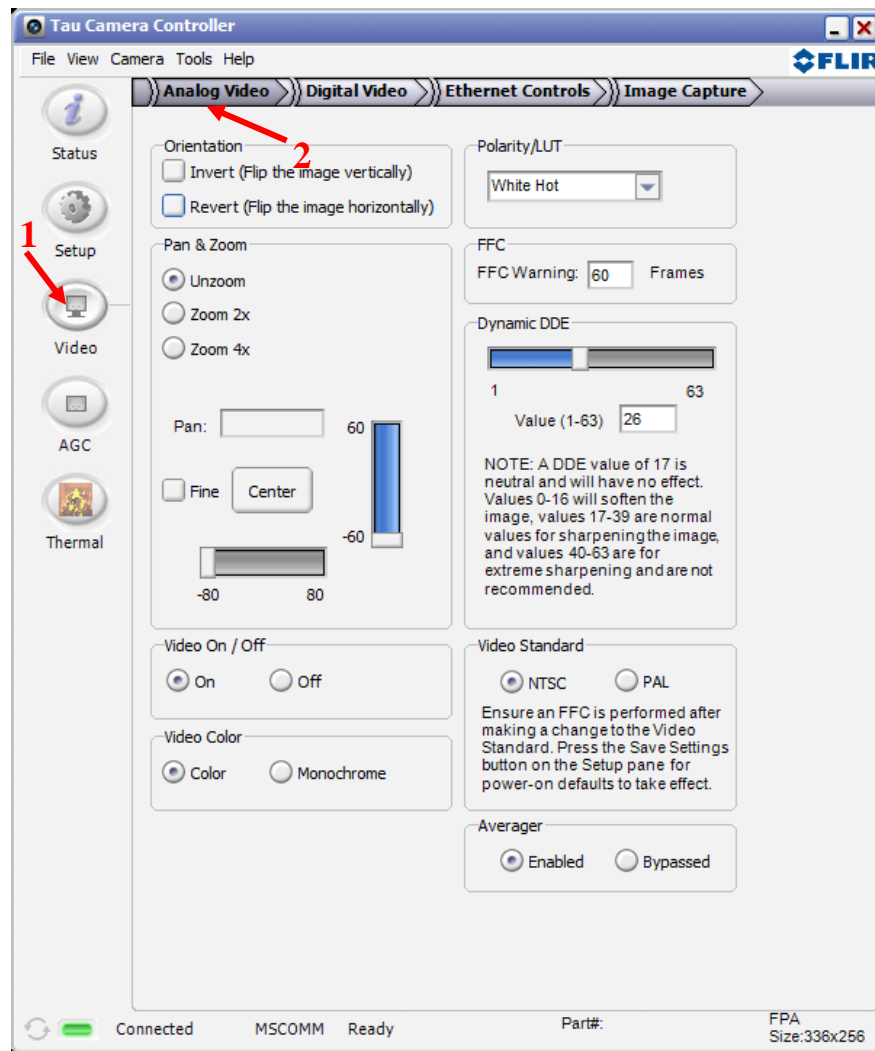 Tau Camera Controller
File View Camera Tools Help
FLIR
Analog Video Digital Video Ethernet Controls Image Capture
Status
Setup
Video
AGC
Thermal
1
2
Orientation
Invert (Flip the image vertically)
Revert (Flip the image horizontally)
Pan & Zoom
Unzoom
Zoom 2x
Zoom 4x
Pan:
60
Fine Center
-60
-80 80
Video On / Off
On Off
Video Color
Color Monochrome
Polarity/LUT
White Hot
FFC
FFC Warning: 60 Frames
Dynamic DDE
1 63
Value (1-63) 26
NOTE: A DDE value of 17 is
neutral and will have no effect.
Values 0-16 will soften the
image, values 17-39 are normal
values for sharpening the image,
and values 40-63 are for
extreme sharpening and are not
recommended.
Video Standard
NTSC PAL
Ensure an FFC is performed after
making a change to the Video
Standard. Press the Save Settings
button on the Setup pane for
power-on defaults to take effect.
Averager
Enabled Bypassed
Connected MSCOMM Ready Part#: FPA
Size:336x256